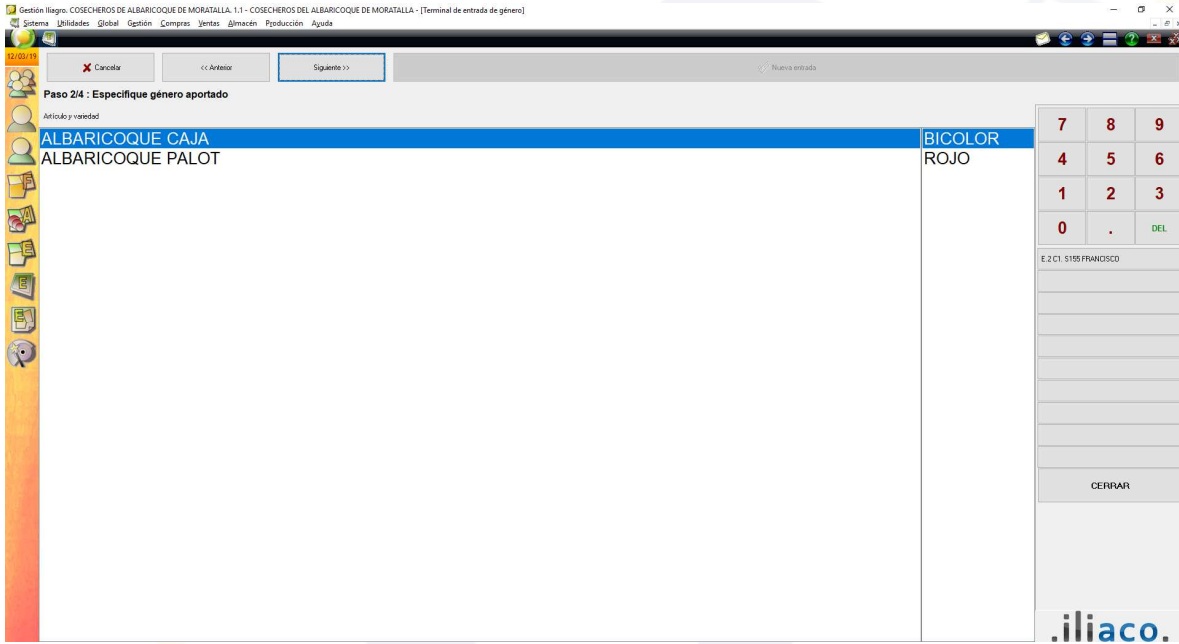 Gestión Iliagro. COSECHEROS DE ALBARICOQUE DE MORATALLA. 1.1 - COSECHEROS DEL ALBARICOQUE DE MORATALLA - [Terminal de entrada de género]
Sistema Utilidades Global Gestión Compras Ventas Almacén Producción Ayuda
12/03/19
Cancelar << Anterior Siguiente >> Nueva entrada
Paso 2/4 : Especifique género aportado
Artículo y variedad
ALBARICOQUE CAJA BICOLOR
ALBARICOQUE PALOT ROJO
7 8 9
4 5 6
1 2 3
0 . DEL
E.2 C1. S155 FRANCISCO
CERRAR
.iliaco.